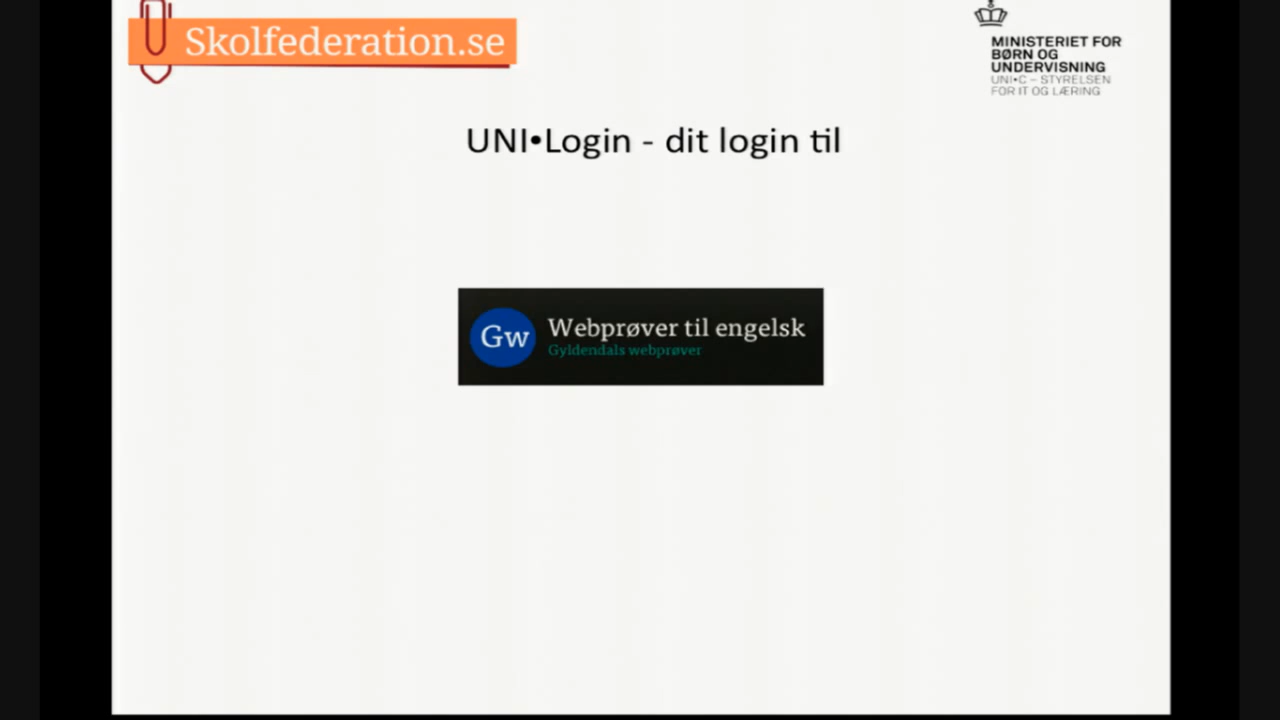 Skolfederation.se
MINISTERIET FOR
BØRN OG
UNDERVISNING
UNI•C – STYRELSEN
FOR IT OG LÆRING
UNI•Login - dit login til
Gw
Webprøver til engelsk
Gyldendals webprøver